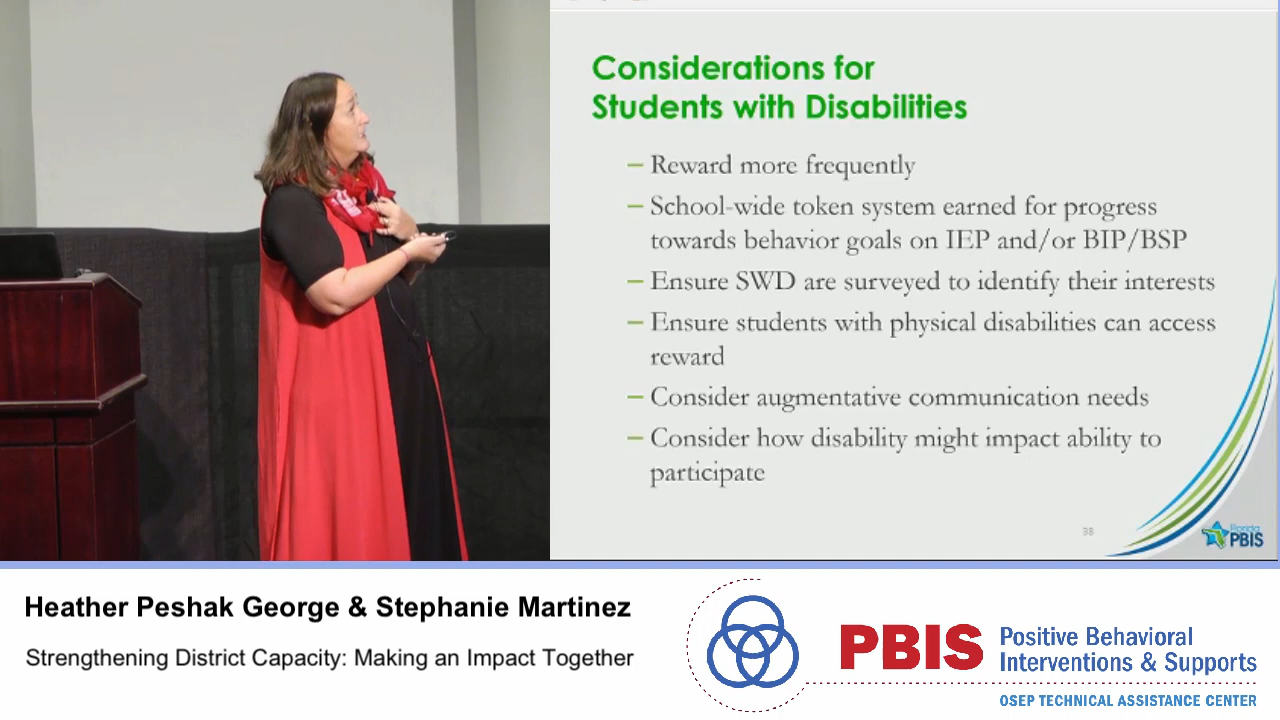 Considerations for
Students with Disabilities
– Reward more frequently
– School-wide token system earned for progress
towards behavior goals on IEP and/or BIP/BSP
– Ensure SWD are surveyed to identify their interests
– Ensure students with physical disabilities can access
reward
– Consider augmentative communication needs
– Consider how disability might impact ability to
participate
38
Florida
PBIS
Heather Peshak George & Stephanie Martinez
Strengthening District Capacity: Making an Impact Together
PBIS
Positive Behavioral
Interventions & Supports
OSEP TECHNICAL ASSISTANCE CENTER